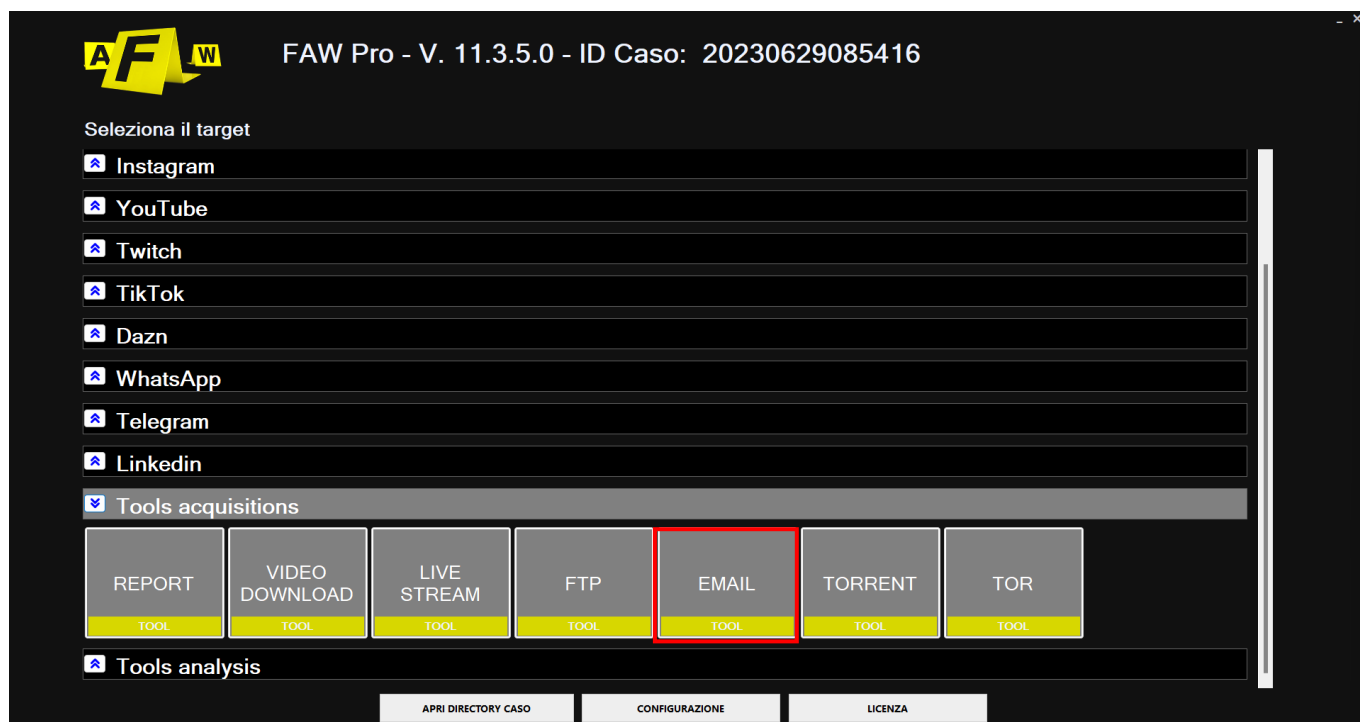 A F W
FAW Pro - V. 11.3.5.0 - ID Caso: 20230629085416
Seleziona il target
Instagram
YouTube
Twitch
TikTok
Dazn
WhatsApp
Telegram
Linkedin
Tools acquisitions
REPORT
TOOL
VIDEO
DOWNLOAD
TOOL
LIVE
STREAM
TOOL
FTP
TOOL
EMAIL
TOOL
TORRENT
TOOL
TOR
TOOL
Tools analysis
APRI DIRECTORY CASO
CONFIGURAZIONE
LICENZA